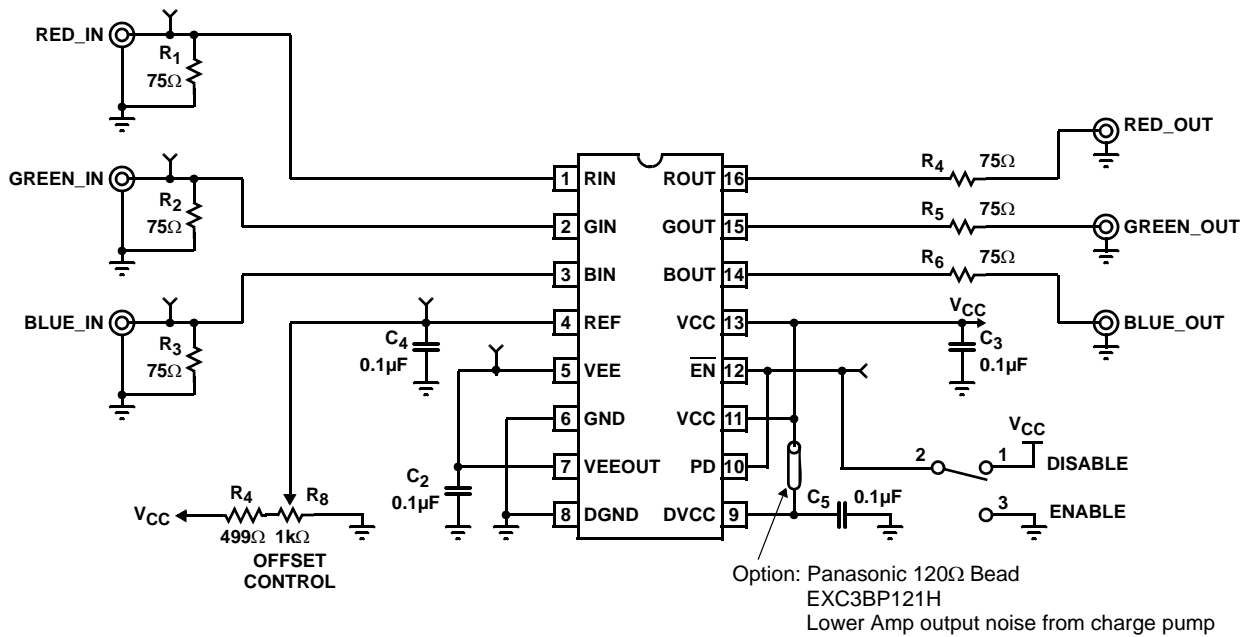 RED_IN
R1
75Ω
GREEN_IN
R2
75Ω
BLUE_IN
R3
75Ω
C4
0.1µF
C2
0.1µF
VCC
R4
499Ω
R8
1kΩ
OFFSET
CONTROL
1 RIN
2 GIN
3 BIN
4 REF
5 VEE
6 GND
7 VEEOUT
8 DGND
ROUT 16
GOUT 15
BOUT 14
VCC 13
EN 12
VCC 11
PD 10
DVCC 9
R4 75Ω
RED_OUT
R5 75Ω
GREEN_OUT
R6 75Ω
BLUE_OUT
VCC
C3
0.1µF
VCC
2
1
DISABLE
3
ENABLE
C5 0.1µF
Option: Panasonic 120Ω Bead
EXC3BP121H
Lower Amp output noise from charge pump